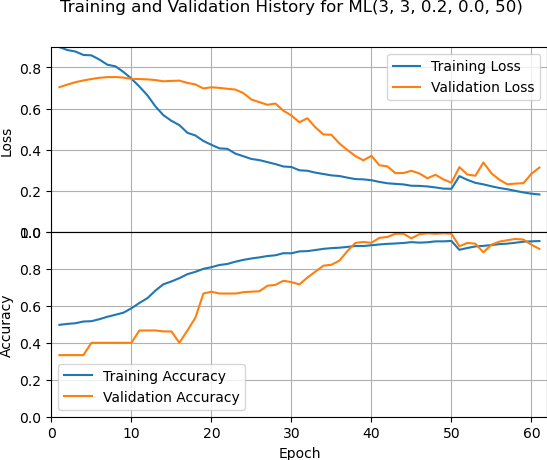 Training and Validation History for ML(3, 3, 0.2, 0.0, 50)
Loss
0.8
0.6
0.4
0.2
0.0
Training Loss
Validation Loss
Accuracy
1.0
0.8
0.6
0.4
0.2
0.0
Training Accuracy
Validation Accuracy
0 10 20 30 40 50 60
Epoch